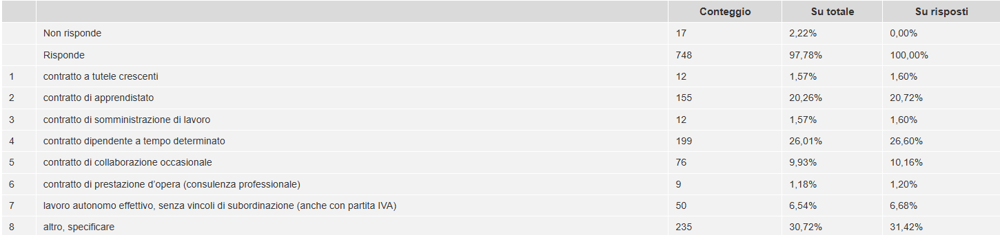 Conteggio Su totale Su risposti
Non risponde 17 2,22% 0,00%
Risponde 748 97,78% 100,00%
1 contratto a tutele crescenti 12 1,57% 1,60%
2 contratto di apprendistato 155 20,26% 20,72%
3 contratto di somministrazione di lavoro 12 1,57% 1,60%
4 contratto dipendente a tempo determinato 199 26,01% 26,60%
5 contratto di collaborazione occasionale 76 9,93% 10,16%
6 contratto di prestazione d’opera (consulenza professionale) 9 1,18% 1,20%
7 lavoro autonomo effettivo, senza vincoli di subordinazione (anche con partita IVA) 50 6,54% 6,68%
8 altro, specificare 235 30,72% 31,42%